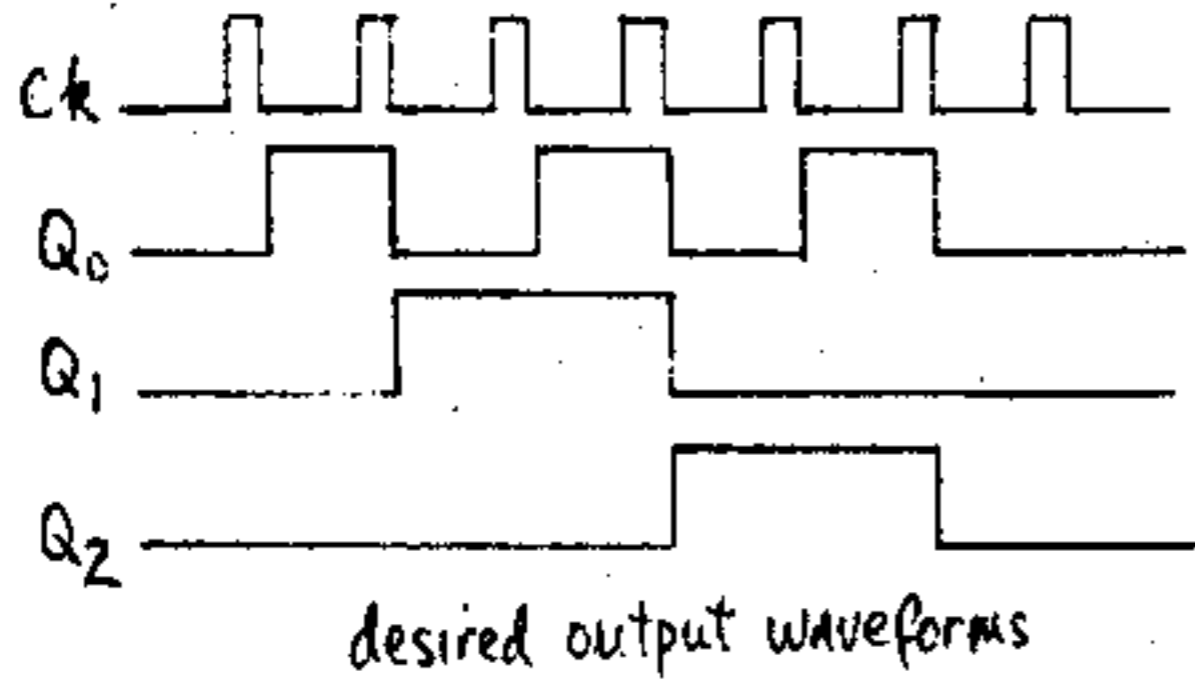 Ck
Q₀
Q₁
Q₂
desired output waveforms